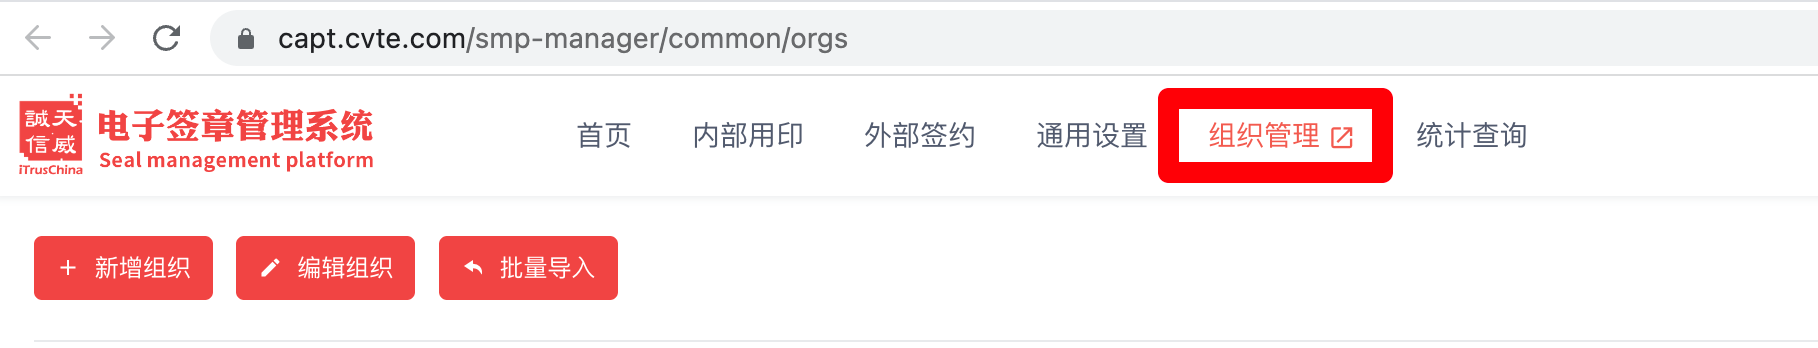 capt.cvte.com/smp-manager/common/orgs
誠天
信威
iTrusChina
电子签章管理系统
Seal management platform
首页 内部用印 外部签约 通用设置 组织管理 统计查询
新增组织 编辑组织 批量导入